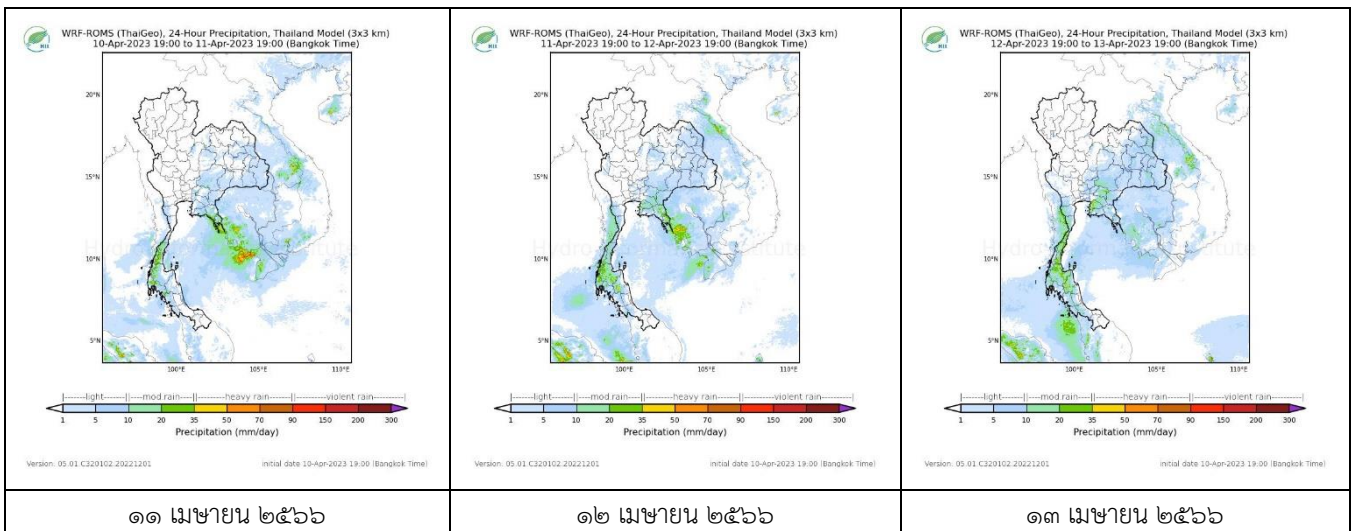 WRF-ROMS (ThaiGeo), 24-Hour Precipitation, Thailand Model (3x3 km)
10-Apr-2023 19:00 to 11-Apr-2023 19:00 (Bangkok Time)
20°N
15°N
10°N
5°N
100°E 105°E 110°E
|-------light-------||----mod.rain----||------heavy rain------||------violent rain------|
1 5 10 20 35 50 70 90 150 200 300
Precipitation (mm/day)
Version: 05.01.C320102.20221201 initial date 10-Apr-2023 19:00 (Bangkok Time)
๑๑ เมษายน ๒๕๖๖
WRF-ROMS (ThaiGeo), 24-Hour Precipitation, Thailand Model (3x3 km)
11-Apr-2023 19:00 to 12-Apr-2023 19:00 (Bangkok Time)
20°N
15°N
10°N
5°N
100°E 105°E 110°E
|-------light-------||----mod.rain----||------heavy rain------||------violent rain------|
1 5 10 20 35 50 70 90 150 200 300
Precipitation (mm/day)
Version: 05.01.C320102.20221201 initial date 10-Apr-2023 19:00 (Bangkok Time)
๑๒ เมษายน ๒๕๖๖
WRF-ROMS (ThaiGeo), 24-Hour Precipitation, Thailand Model (3x3 km)
12-Apr-2023 19:00 to 13-Apr-2023 19:00 (Bangkok Time)
20°N
15°N
10°N
5°N
100°E 105°E 110°E
|-------light-------||----mod.rain----||------heavy rain------||------violent rain------|
1 5 10 20 35 50 70 90 150 200 300
Precipitation (mm/day)
Version: 05.01.C320102.20221201 initial date 10-Apr-2023 19:00 (Bangkok Time)
๑๓ เมษายน ๒๕๖๖